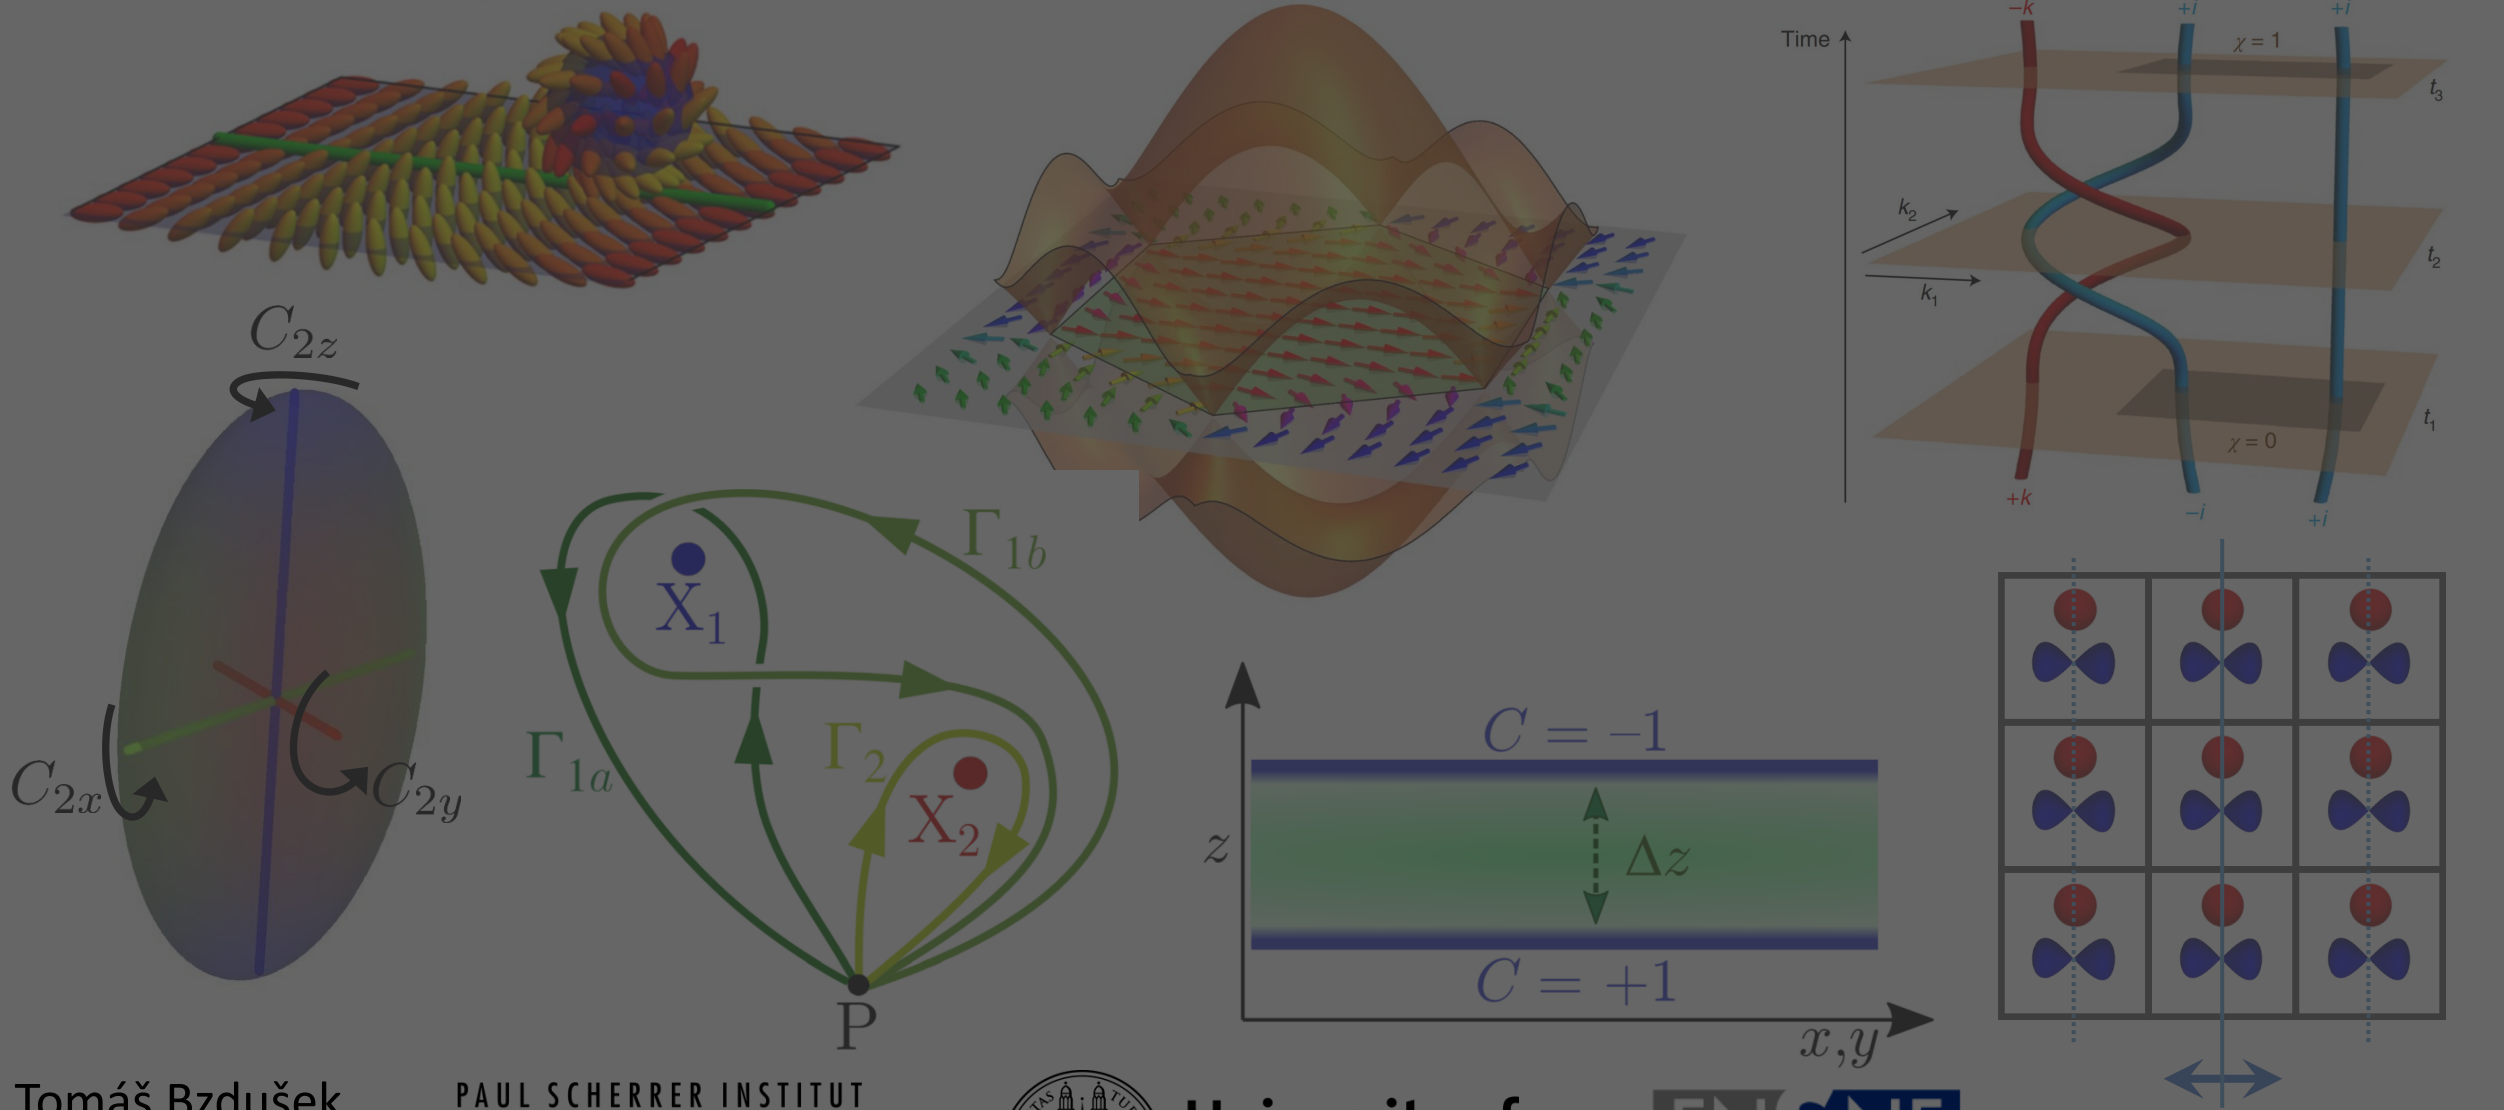 Time
−k
+i
+i
χ = 1
t3
k2
k1
t2
t1
χ = 0
+k
−i
+i
C2z
C2x
C2y
Γ1b
X1
Γ1a
Γ2
X2
P
C = −1
z
Δz
C = +1
x,y
Tomáš Bzdušek
PAUL SCHERRER INSTITUT